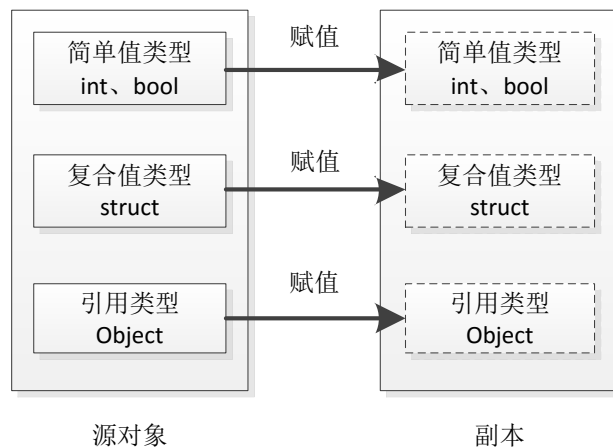 赋值
简单值类型
int、bool
简单值类型
int、bool
赋值
复合值类型
struct
复合值类型
struct
赋值
引用类型
Object
引用类型
Object
源对象
副本